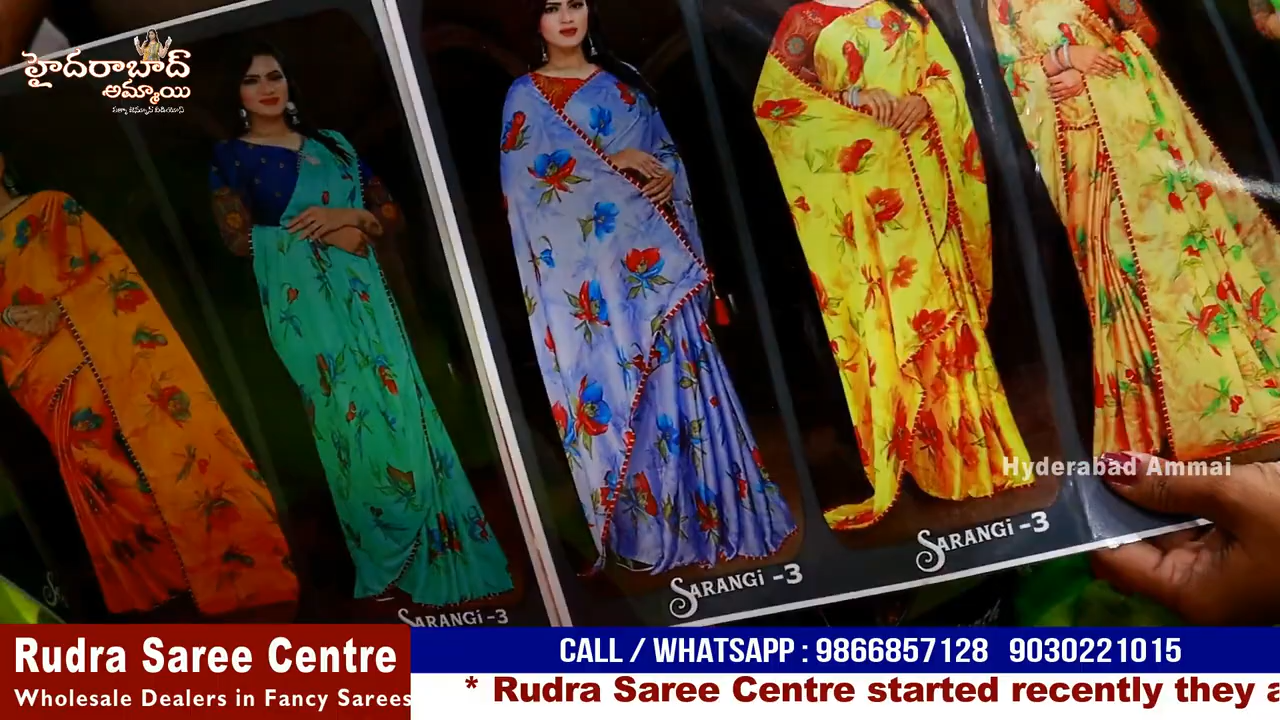 హైదరాబాద్
అమ్మాయి
Hyderabad Ammai
SARANGi -3
SARANGi -3
SARANGi -3
Rudra Saree Centre
Wholesale Dealers in Fancy Sarees
CALL / WHATSAPP : 9866857128 9030221015
* Rudra Saree Centre started recently they a